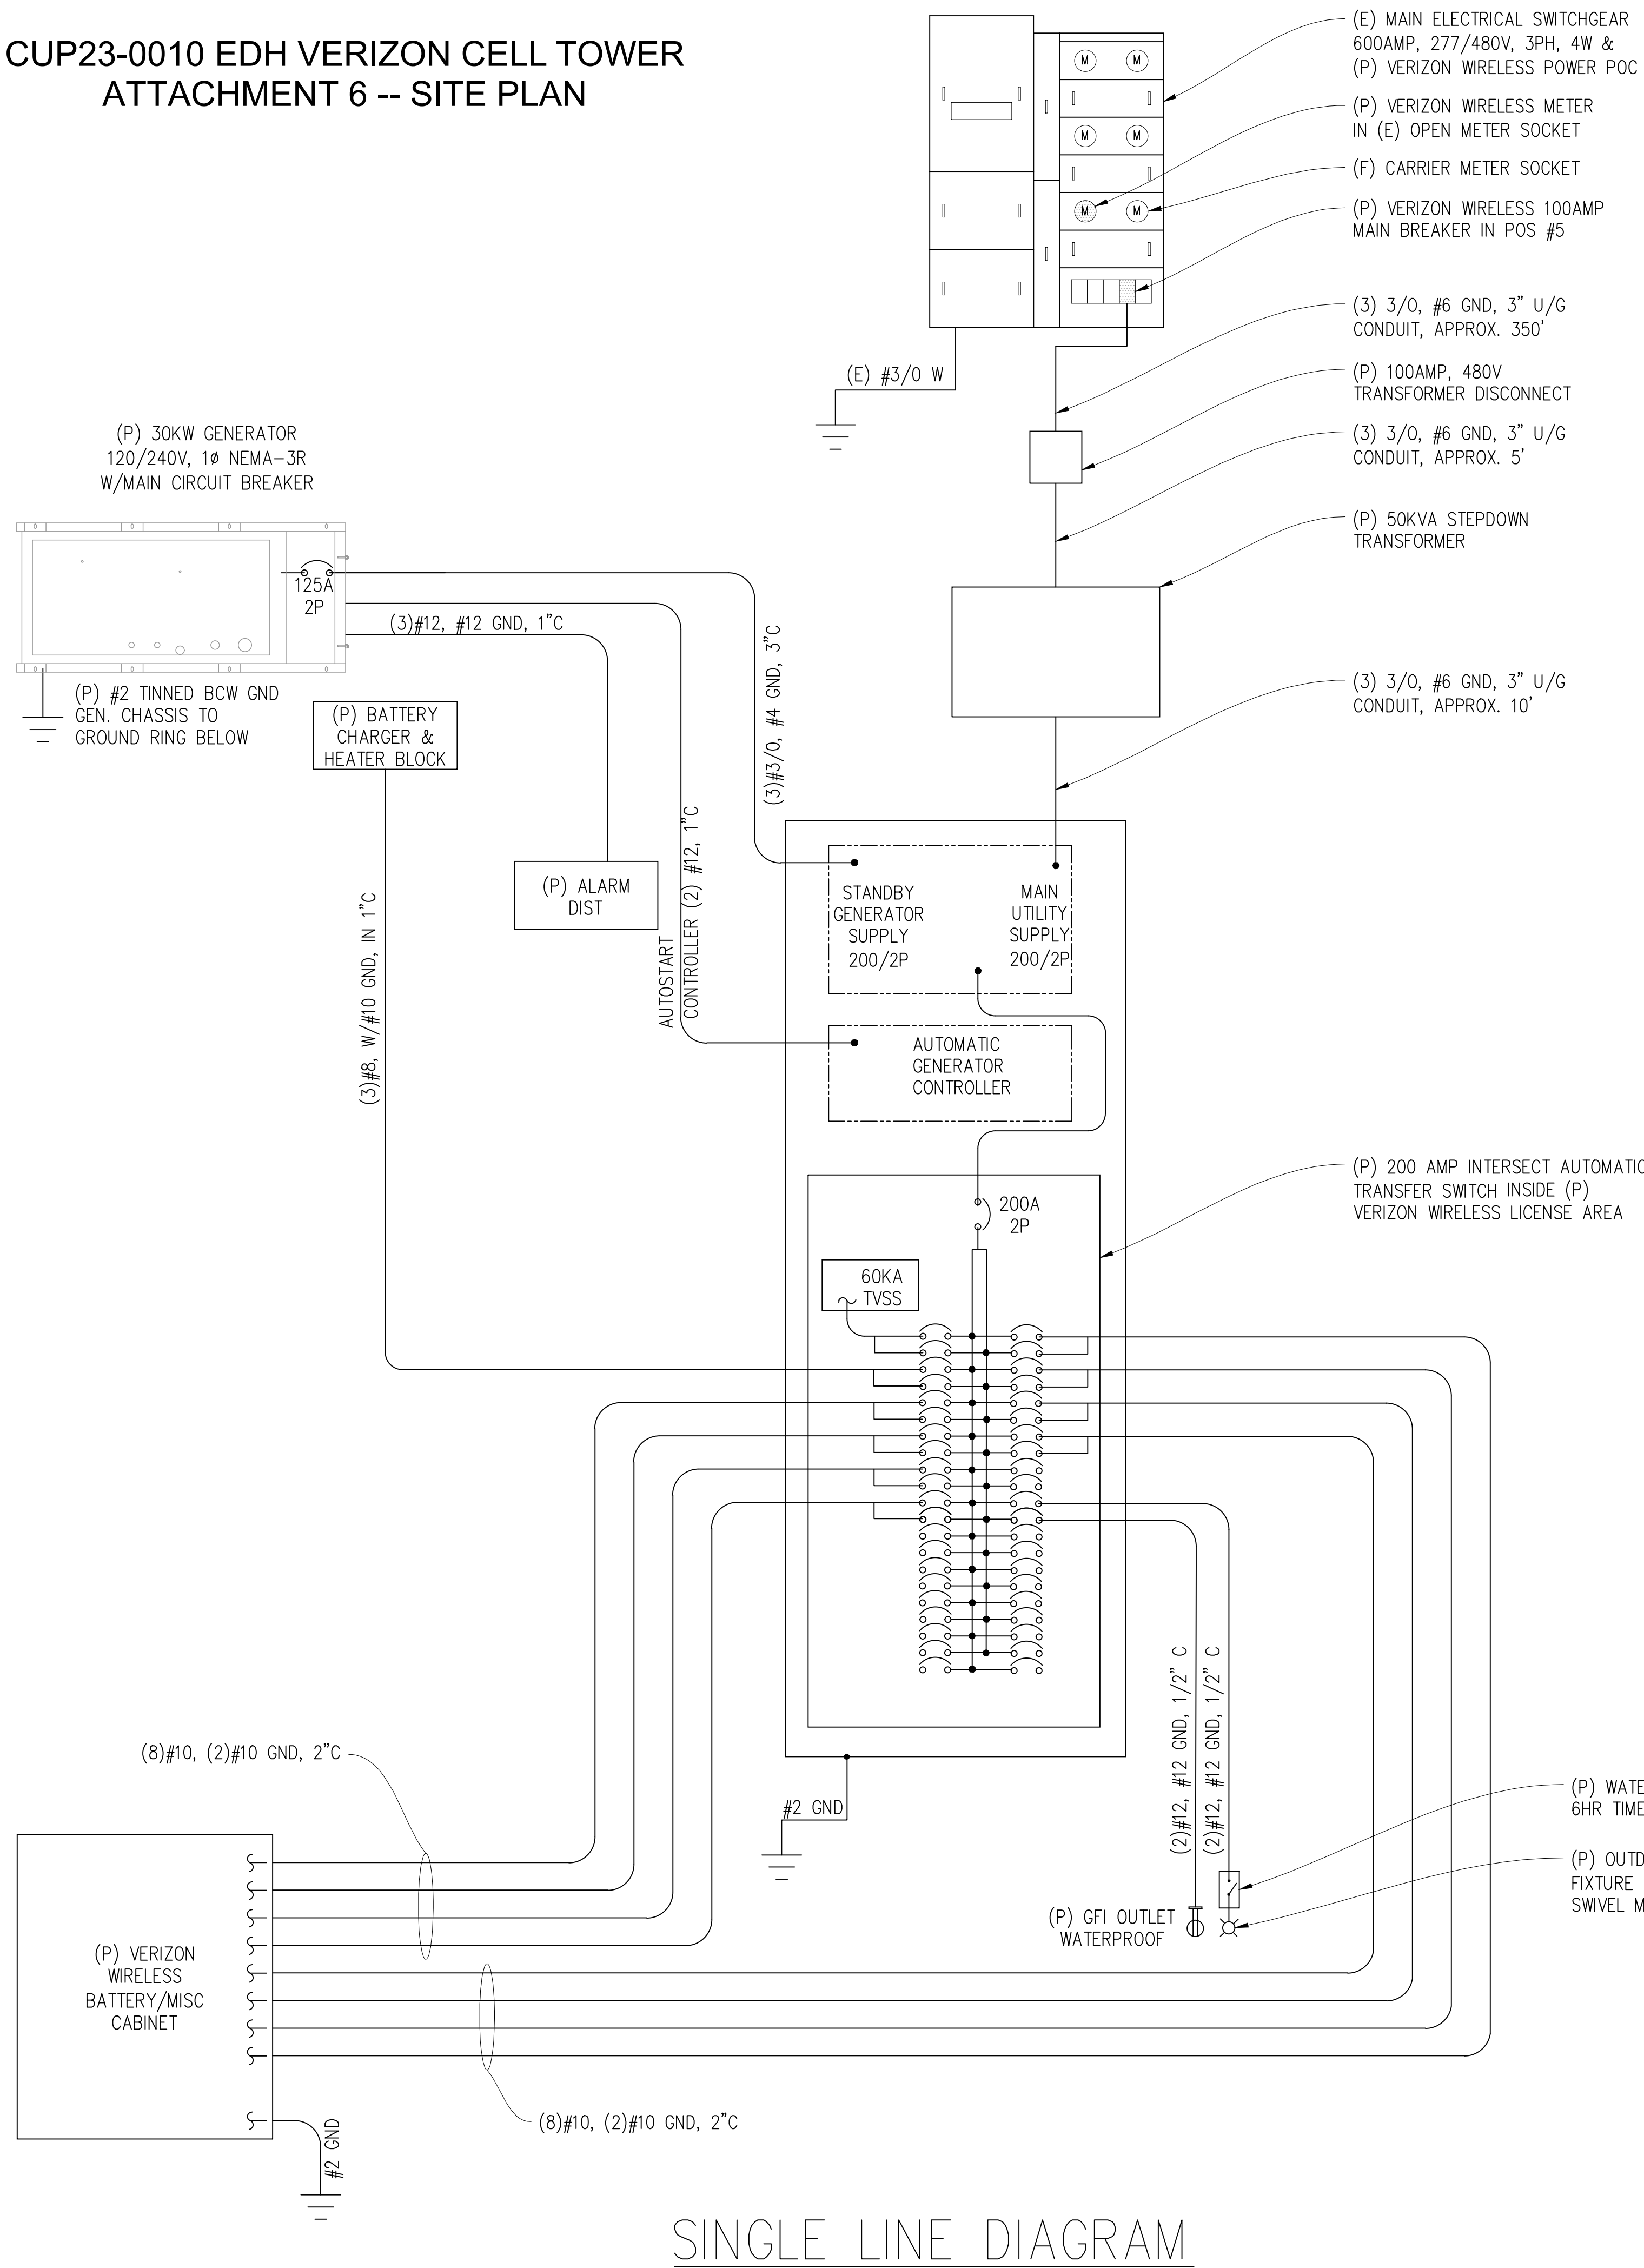 CUP23-0010 EDH VERIZON CELL TOWER
ATTACHMENT 6 -- SITE PLAN
(E) MAIN ELECTRICAL SWITCHGEAR
600AMP, 277/480V, 3PH, 4W &
(P) VERIZON WIRELESS POWER POC
(P) VERIZON WIRELESS METER
IN (E) OPEN METER SOCKET
(F) CARRIER METER SOCKET
(P) VERIZON WIRELESS 100AMP
MAIN BREAKER IN POS #5
M M
M M
M M
(3) 3/O, #6 GND, 3" U/G
CONDUIT, APPROX. 350'
(E) #3/0 W
(P) 100AMP, 480V
TRANSFORMER DISCONNECT
(3) 3/O, #6 GND, 3" U/G
CONDUIT, APPROX. 5'
(P) 50KVA STEPDOWN
TRANSFORMER
(3) 3/O, #6 GND, 3" U/G
CONDUIT, APPROX. 10'
(P) 30KW GENERATOR
120/240V, 1ø NEMA-3R
W/MAIN CIRCUIT BREAKER
125A
2P
(3)#12, #12 GND, 1"C
(P) #2 TINNED BCW GND
GEN. CHASSIS TO
GROUND RING BELOW
(P) BATTERY
CHARGER &
HEATER BLOCK
(3)#3/0, #4 GND, 3"C
(P) ALARM
DIST
AUTOSTART
CONTROLLER (2) #12, 1"C
(3)#8, W/#10 GND, IN 1"C
STANDBY
GENERATOR
SUPPLY
200/2P
MAIN
UTILITY
SUPPLY
200/2P
AUTOMATIC
GENERATOR
CONTROLLER
(P) 200 AMP INTERSECT AUTOMATIC
TRANSFER SWITCH INSIDE (P)
VERIZON WIRELESS LICENSE AREA
200A
2P
60KA
TVSS
(8)#10, (2)#10 GND, 2"C
#2 GND
(2)#12, #12 GND, 1/2" C
(2)#12, #12 GND, 1/2" C
(P) WATE
6HR TIME
(P) OUTD
FIXTURE
SWIVEL M
(P) GFI OUTLET
WATERPROOF
(P) VERIZON
WIRELESS
BATTERY/MISC
CABINET
(8)#10, (2)#10 GND, 2"C
#2 GND
SINGLE LINE DIAGRAM